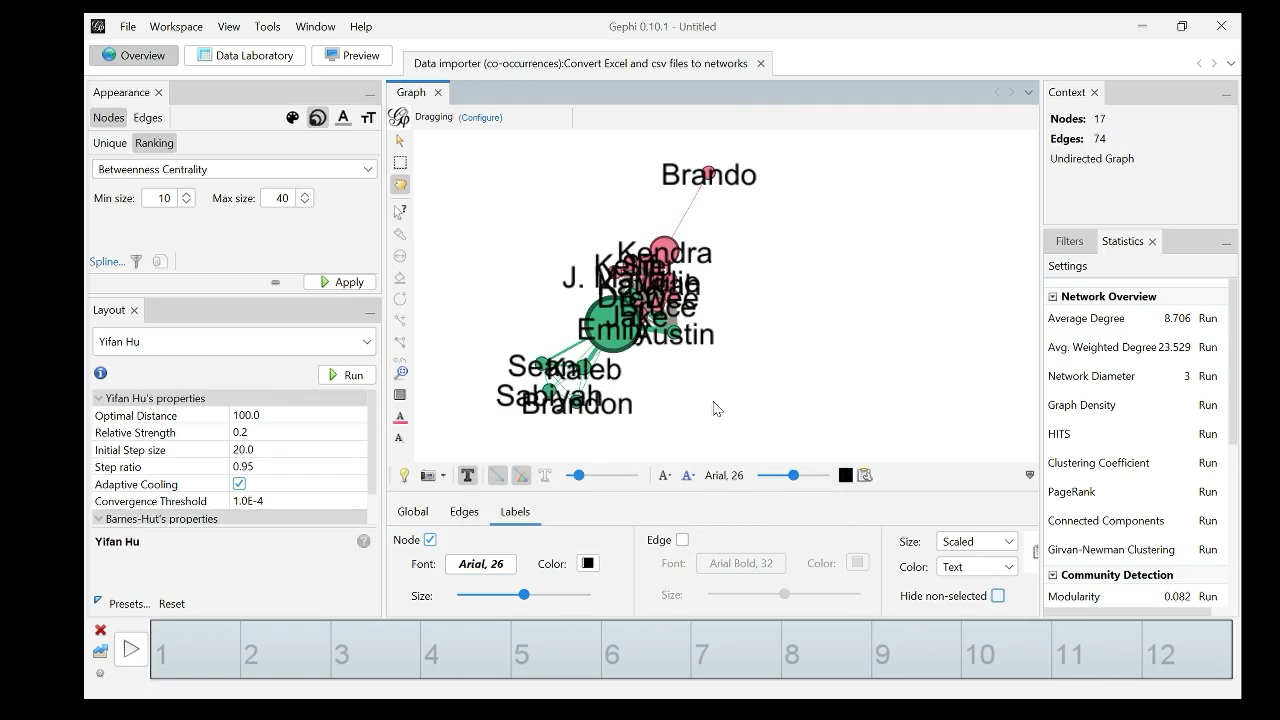 File Workspace View Tools Window Help
Gephi 0.10.1 - Untitled
Overview Data Laboratory Preview
Data importer (co-occurrences):Convert Excel and csv files to networks
Appearance
Nodes Edges
Unique Ranking
Betweenness Centrality
Min size: 10 Max size: 40
Spline...
Apply
Layout
Yifan Hu
Run
Yifan Hu's properties
Optimal Distance 100.0
Relative Strength 0.2
Initial Step size 20.0
Step ratio 0.95
Adaptive Cooling
Convergence Threshold 1.0E-4
Barnes-Hut's properties
Yifan Hu
Presets... Reset
Graph
Dragging (Configure)
Brando
Kendra
J.
Bruce
Jake
Emily
Austin
Sean
Kaleb
Sabiyah
Brandon
Arial, 26
Global Edges Labels
Node
Font: Arial, 26 Color:
Size:
Edge
Font: Arial Bold, 32 Color:
Size:
Size: Scaled
Color: Text
Hide non-selected
Context
Nodes: 17
Edges: 74
Undirected Graph
Filters Statistics
Settings
Network Overview
Average Degree 8.706 Run
Avg. Weighted Degree 23.529 Run
Network Diameter 3 Run
Graph Density Run
HITS Run
Clustering Coefficient Run
PageRank Run
Connected Components Run
Girvan-Newman Clustering Run
Community Detection
Modularity 0.082 Run
1 2 3 4 5 6 7 8 9 10 11 12